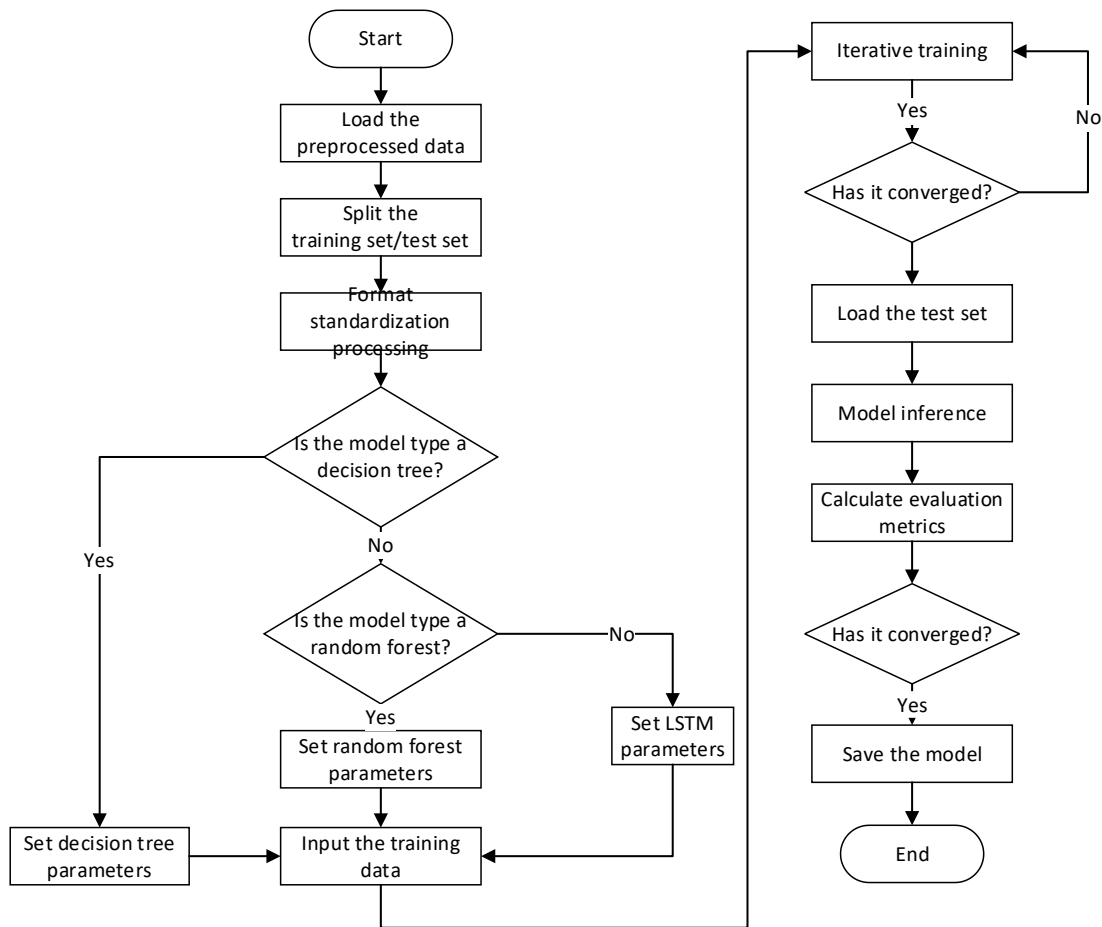 Start
Load the
preprocessed data
Split the
training set/test set
Format
standardization
processing
Is the model type a
decision tree?
Yes
No
Is the model type a
random forest?
No
Yes
Set random forest
parameters
Set LSTM
parameters
Set decision tree
parameters
Input the training
data
Iterative training
Yes
No
Has it converged?
Load the test set
Model inference
Calculate evaluation
metrics
Has it converged?
Yes
Save the model
End